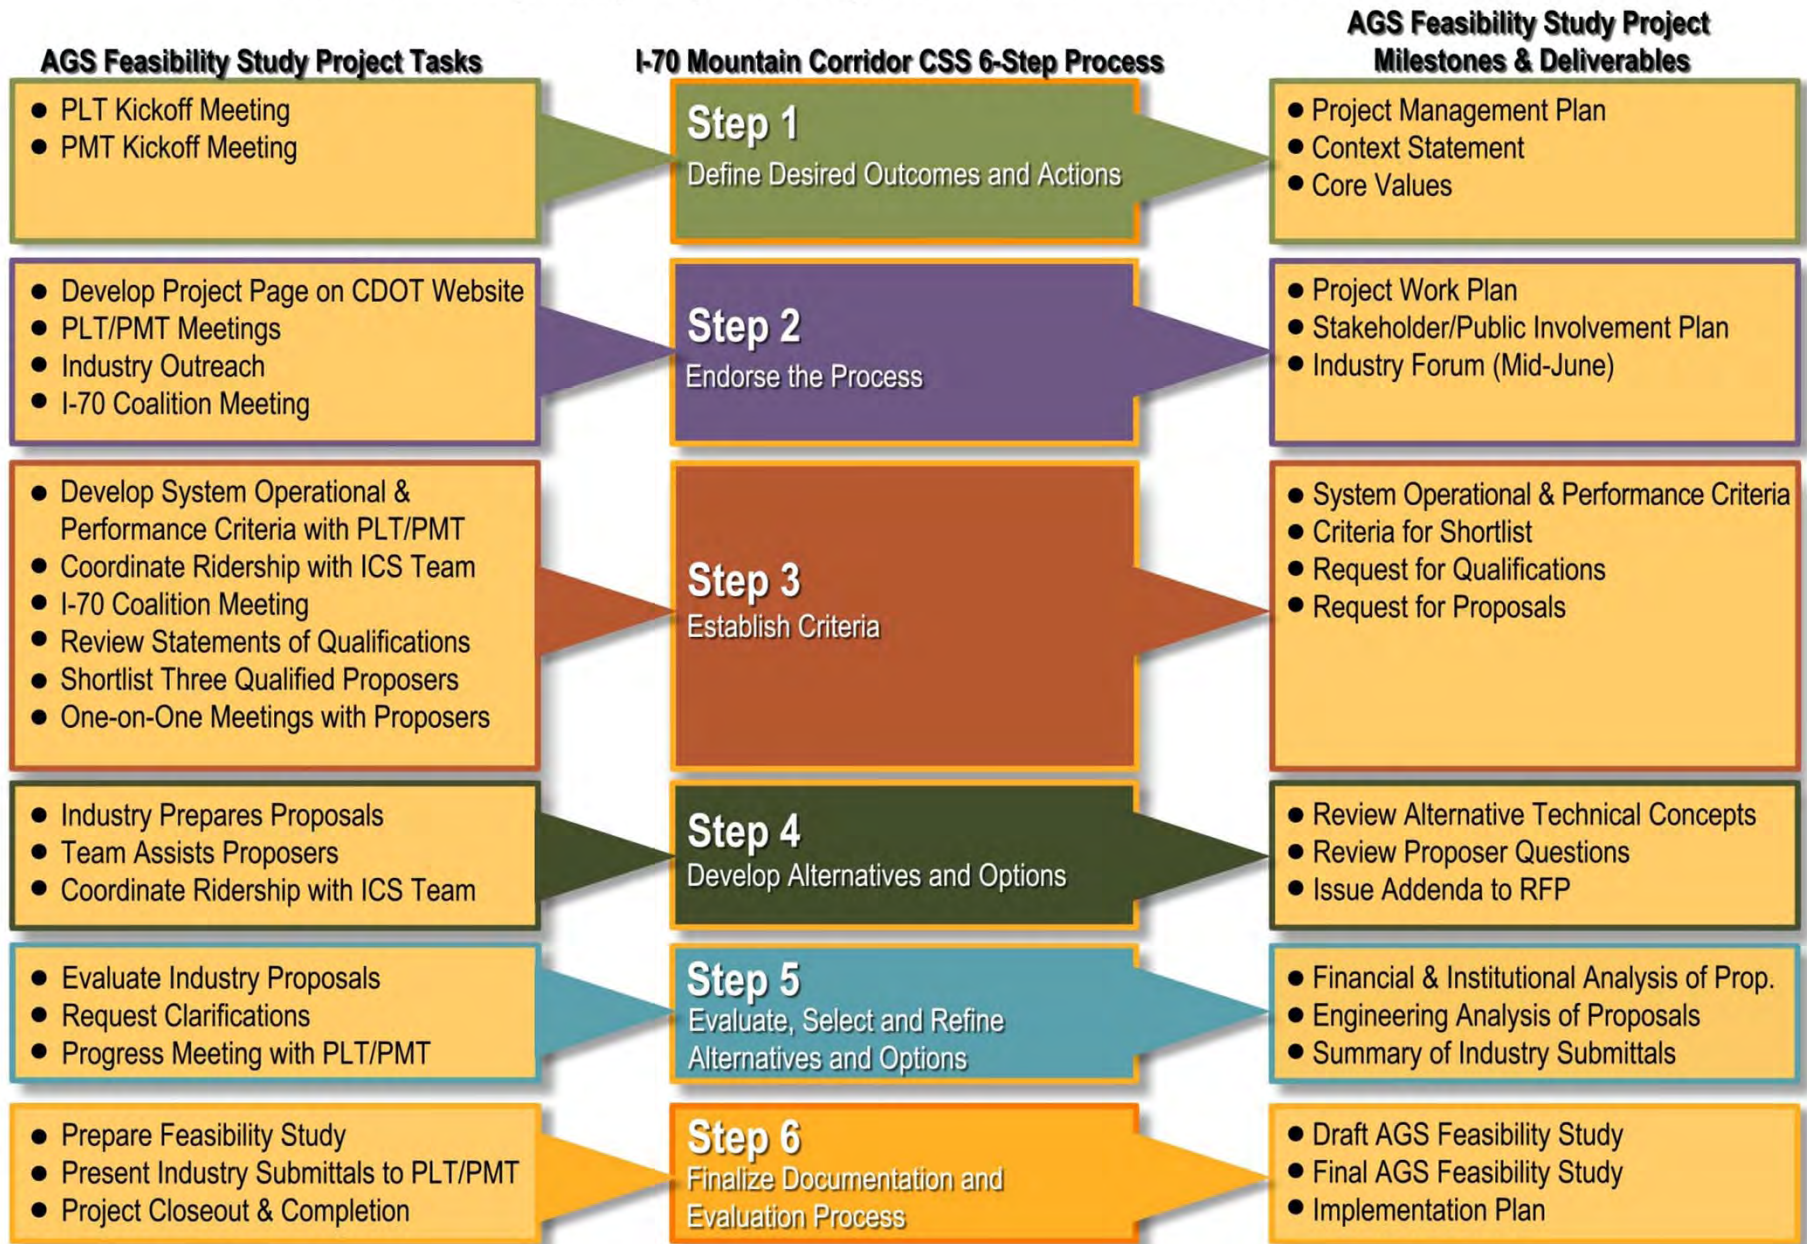 AGS Feasibility Study Project Tasks
I-70 Mountain Corridor CSS 6-Step Process
AGS Feasibility Study Project
Milestones & Deliverables
● PLT Kickoff Meeting
● PMT Kickoff Meeting
Step 1
Define Desired Outcomes and Actions
● Project Management Plan
● Context Statement
● Core Values
● Develop Project Page on CDOT Website
● PLT/PMT Meetings
● Industry Outreach
● I-70 Coalition Meeting
Step 2
Endorse the Process
● Project Work Plan
● Stakeholder/Public Involvement Plan
● Industry Forum (Mid-June)
● Develop System Operational &
Performance Criteria with PLT/PMT
● Coordinate Ridership with ICS Team
● I-70 Coalition Meeting
● Review Statements of Qualifications
● Shortlist Three Qualified Proposers
● One-on-One Meetings with Proposers
Step 3
Establish Criteria
● System Operational & Performance Criteria
● Criteria for Shortlist
● Request for Qualifications
● Request for Proposals
● Industry Prepares Proposals
● Team Assists Proposers
● Coordinate Ridership with ICS Team
Step 4
Develop Alternatives and Options
● Review Alternative Technical Concepts
● Review Proposer Questions
● Issue Addenda to RFP
● Evaluate Industry Proposals
● Request Clarifications
● Progress Meeting with PLT/PMT
Step 5
Evaluate, Select and Refine
Alternatives and Options
● Financial & Institutional Analysis of Prop.
● Engineering Analysis of Proposals
● Summary of Industry Submittals
● Prepare Feasibility Study
● Present Industry Submittals to PLT/PMT
● Project Closeout & Completion
Step 6
Finalize Documentation and
Evaluation Process
● Draft AGS Feasibility Study
● Final AGS Feasibility Study
● Implementation Plan